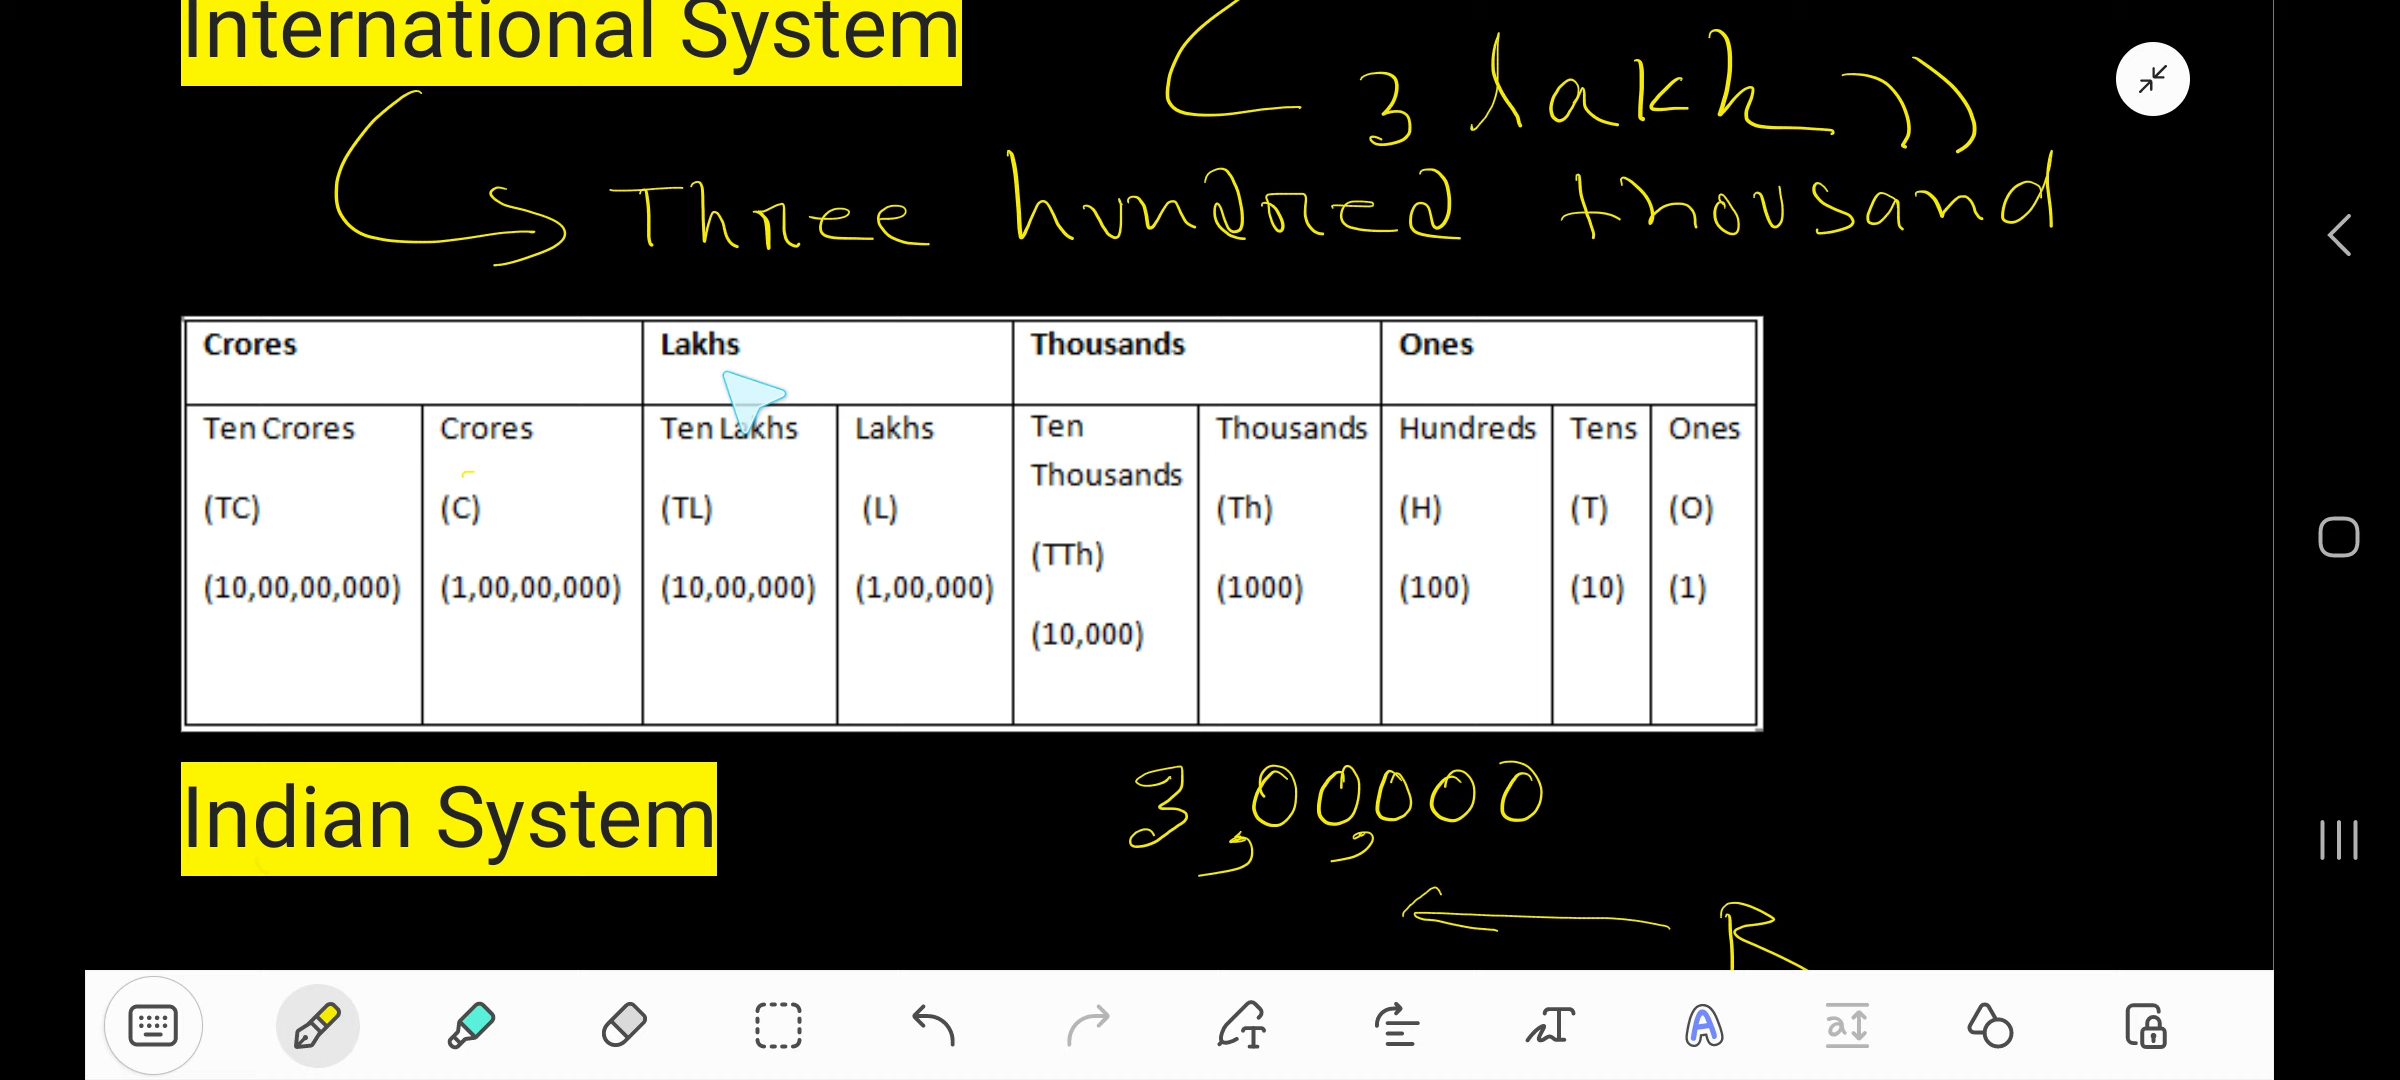 International System
3 lakh
Three hundred thousand
Crores Lakhs Thousands Ones
Ten Crores Crores Ten Lakhs Lakhs Ten Thousands Thousands Hundreds Tens Ones
(TC) (C) (TL) (L) (TTh) (Th) (H) (T) (O)
(10,00,00,000) (1,00,00,000) (10,00,000) (1,00,000) (10,000) (1000) (100) (10) (1)
Indian System
3,00,000
R